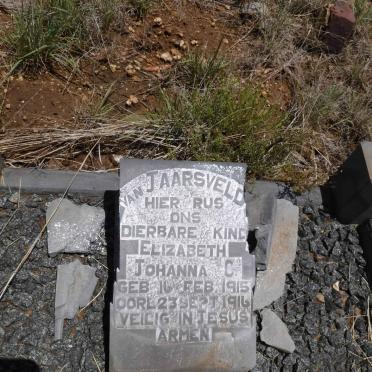 VAN JAARSVELD
HIER RUS
ONS
DIERBARE KIND
ELIZABETH
JOHANNA C.
GEB 16 FEB 1915
OORL 23 SEPT 1916
VEILIG IN JESUS
ARMEN